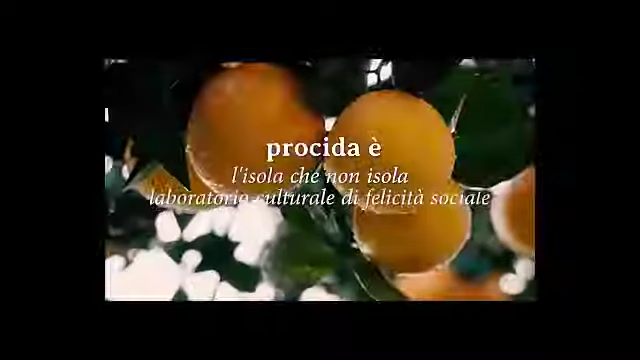 procida è
l'isola che non isola
laboratorio culturale di felicità sociale